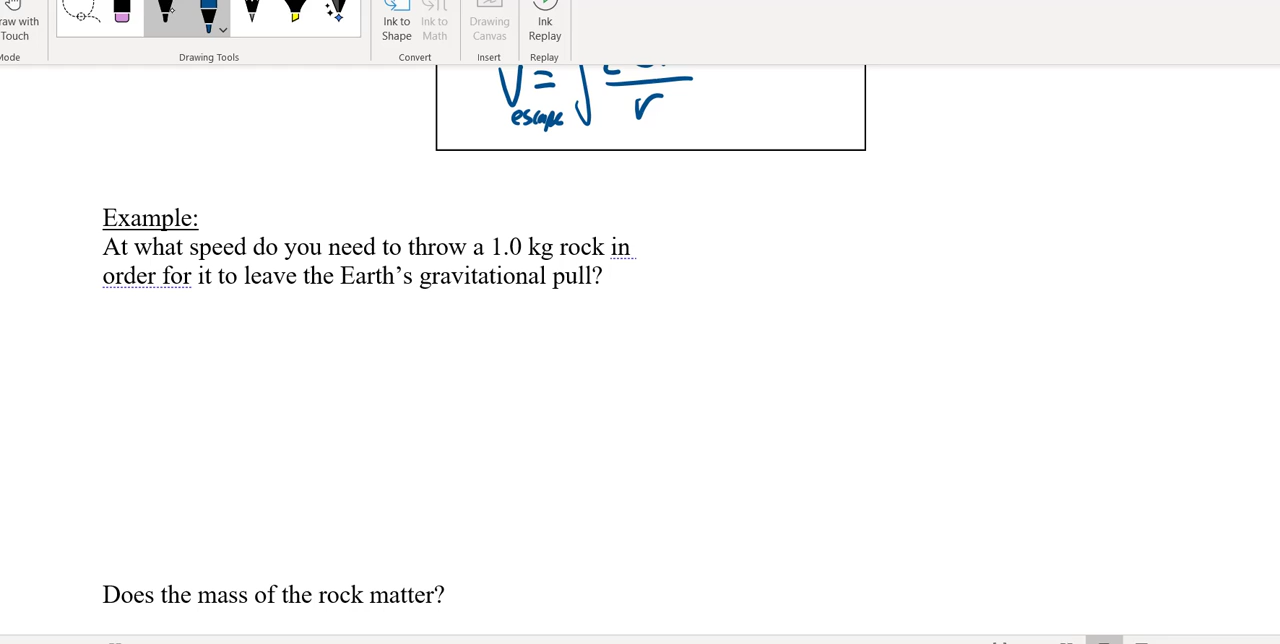 raw with
Touch
Mode
Drawing Tools
Ink to
Shape
Ink to
Math
Convert
Drawing
Canvas
Insert
Ink
Replay
Replay
V =
escape
r
Example:
At what speed do you need to throw a 1.0 kg rock in
order for it to leave the Earth’s gravitational pull?
Does the mass of the rock matter?